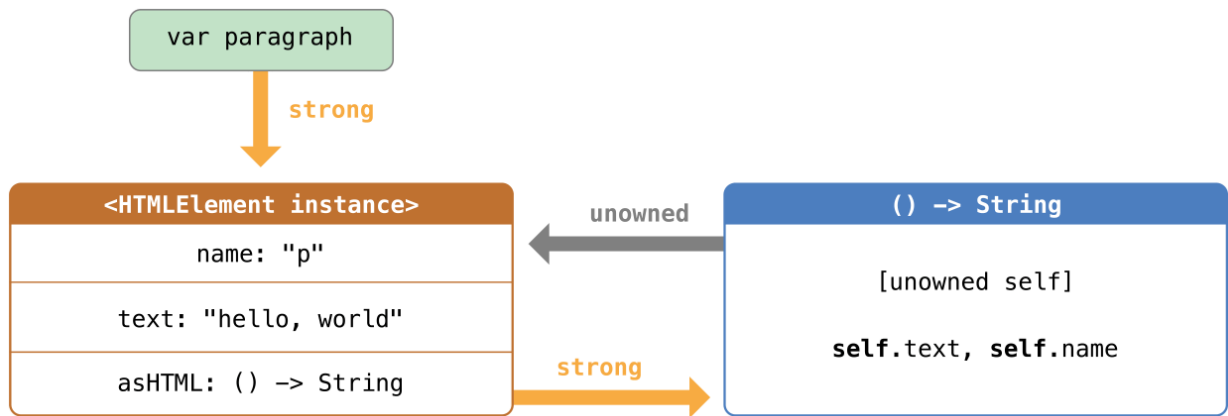 var paragraph
strong
<HTMLElement instance>
name: "p"
text: "hello, world"
asHTML: () -> String
unowned
strong
() -> String
[unowned self]
self.text, self.name